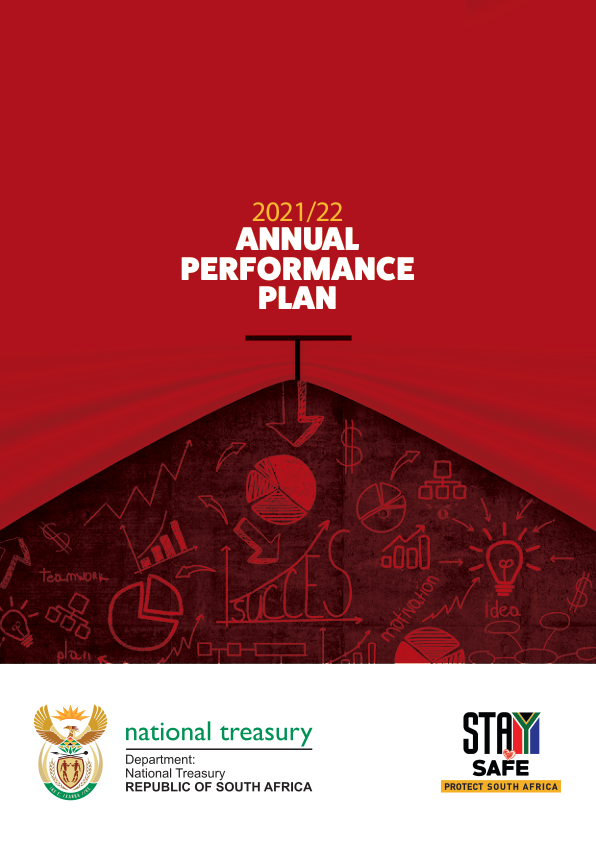 2021/22
ANNUAL
PERFORMANCE
PLAN
SUCCES
teamwork
motivation
idea
plan
national treasury
Department:
National Treasury
REPUBLIC OF SOUTH AFRICA
STAY
SAFE
PROTECT SOUTH AFRICA